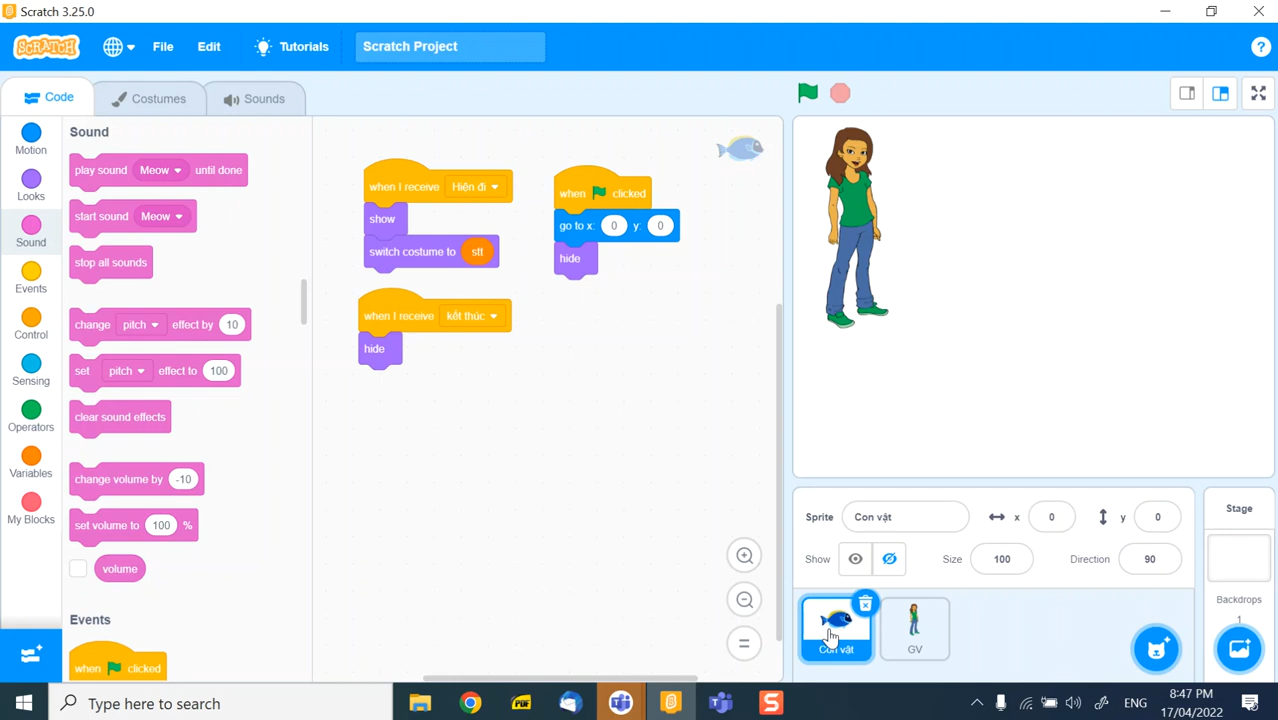 Scratch 3.25.0
SCRATCH File Edit Tutorials Scratch Project ?
Code Costumes Sounds
Motion
Looks
Sound
Events
Control
Sensing
Operators
Variables
My Blocks
Sound
play sound Meow until done
start sound Meow
stop all sounds
change pitch effect by 10
set pitch effect to 100
clear sound effects
change volume by -10
set volume to 100 %
volume
Events
when clicked
when I receive Hiện đi
show
switch costume to stt
when I receive kết thúc
hide
when clicked
go to x: 0 y: 0
hide
Sprite Con vật x 0 y 0
Show Size 100 Direction 90
Con vật
GV
Stage
Backdrops
1
Type here to search
PDF
S
ENG
8:47 PM
17/04/2022